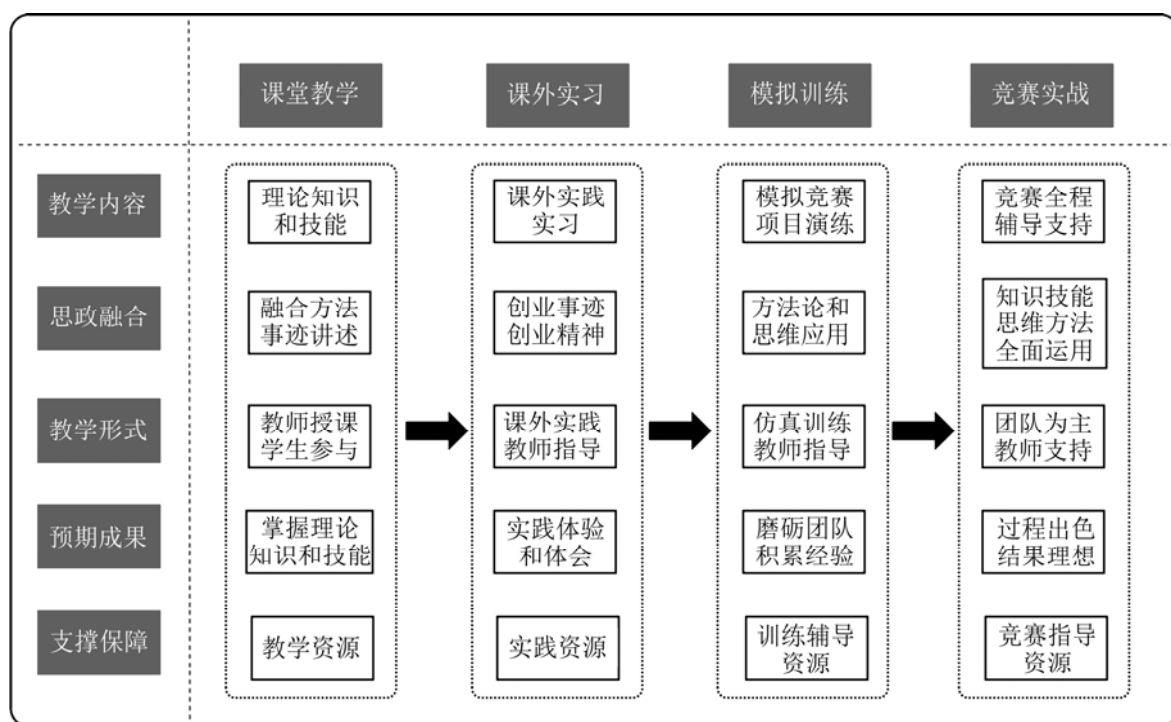 课堂教学
课外实习
模拟训练
竞赛实战
教学内容
理论知识
和技能
课外实践
实习
模拟竞赛
项目演练
竞赛全程
辅导支持
思政融合
融合方法
事迹讲述
创业事迹
创业精神
方法论和
思维应用
知识技能
思维方法
全面运用
教学形式
教师授课
学生参与
课外实践
教师指导
仿真训练
教师指导
团队为主
教师支持
预期成果
掌握理论
知识和技能
实践体验
和体会
磨砺团队
积累经验
过程出色
结果理想
支撑保障
教学资源
实践资源
训练辅导
资源
竞赛指导
资源